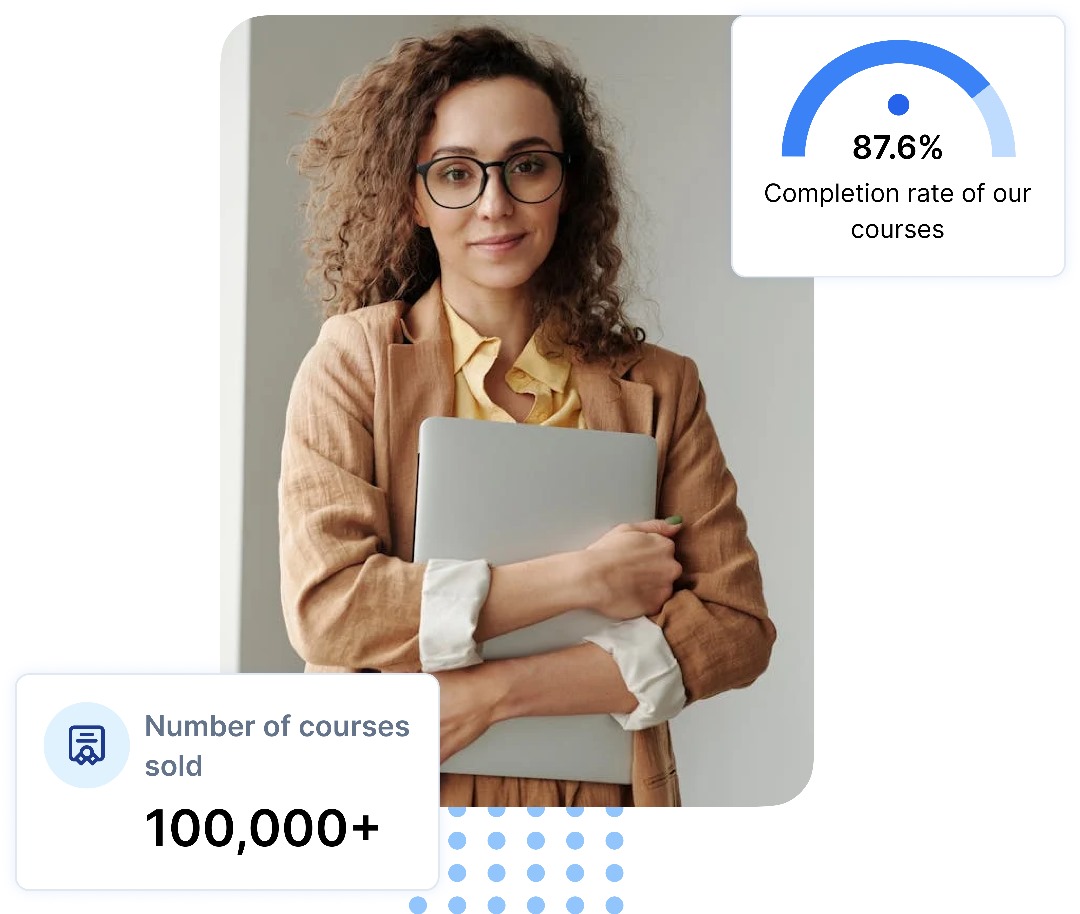 87.6%
Completion rate of our
courses
Number of courses
sold
100,000+